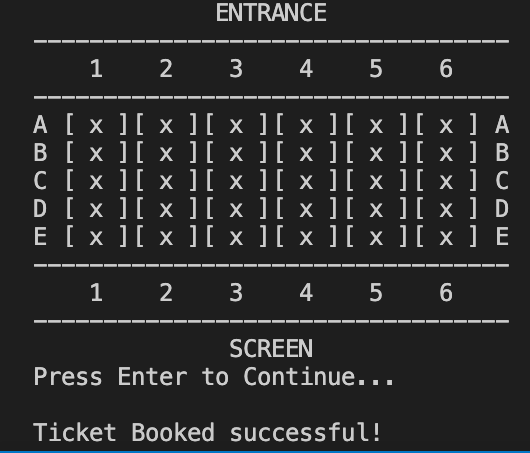 ENTRANCE
----------------------------------
1 2 3 4 5 6
----------------------------------
A [ x ][ x ][ x ][ x ][ x ][ x ] A
B [ x ][ x ][ x ][ x ][ x ][ x ] B
C [ x ][ x ][ x ][ x ][ x ][ x ] C
D [ x ][ x ][ x ][ x ][ x ][ x ] D
E [ x ][ x ][ x ][ x ][ x ][ x ] E
----------------------------------
1 2 3 4 5 6
----------------------------------
SCREEN
Press Enter to Continue...
Ticket Booked successful!